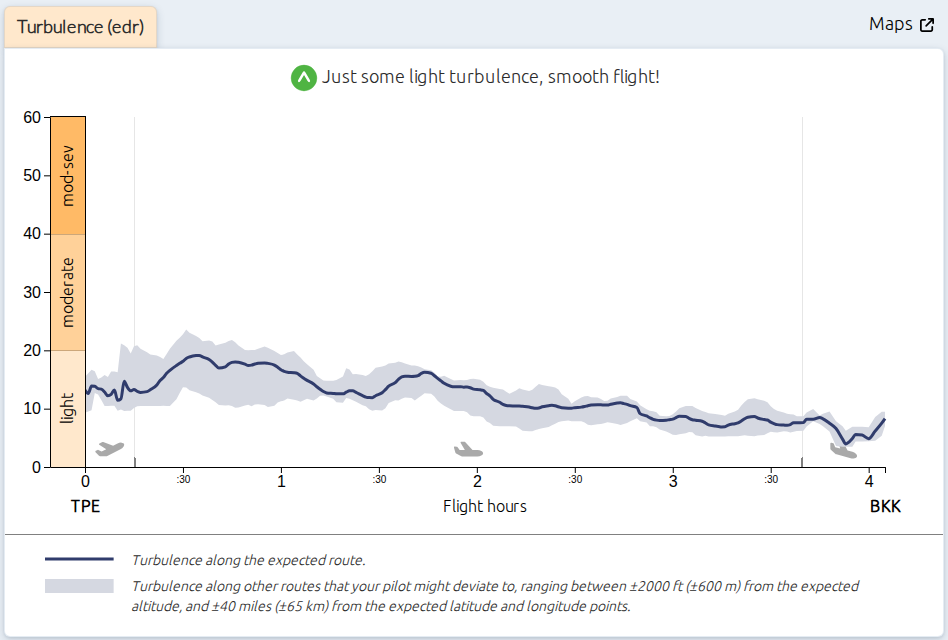 Turbulence (edr)
Maps
Just some light turbulence, smooth flight!
60
50
40
30
20
10
0
mod-sev
moderate
light
0 :30 1 :30 2 :30 3 :30 4
TPE Flight hours BKK
Turbulence along the expected route.
Turbulence along other routes that your pilot might deviate to, ranging between ±2000 ft (±600 m) from the expected
altitude, and ±40 miles (±65 km) from the expected latitude and longitude points.